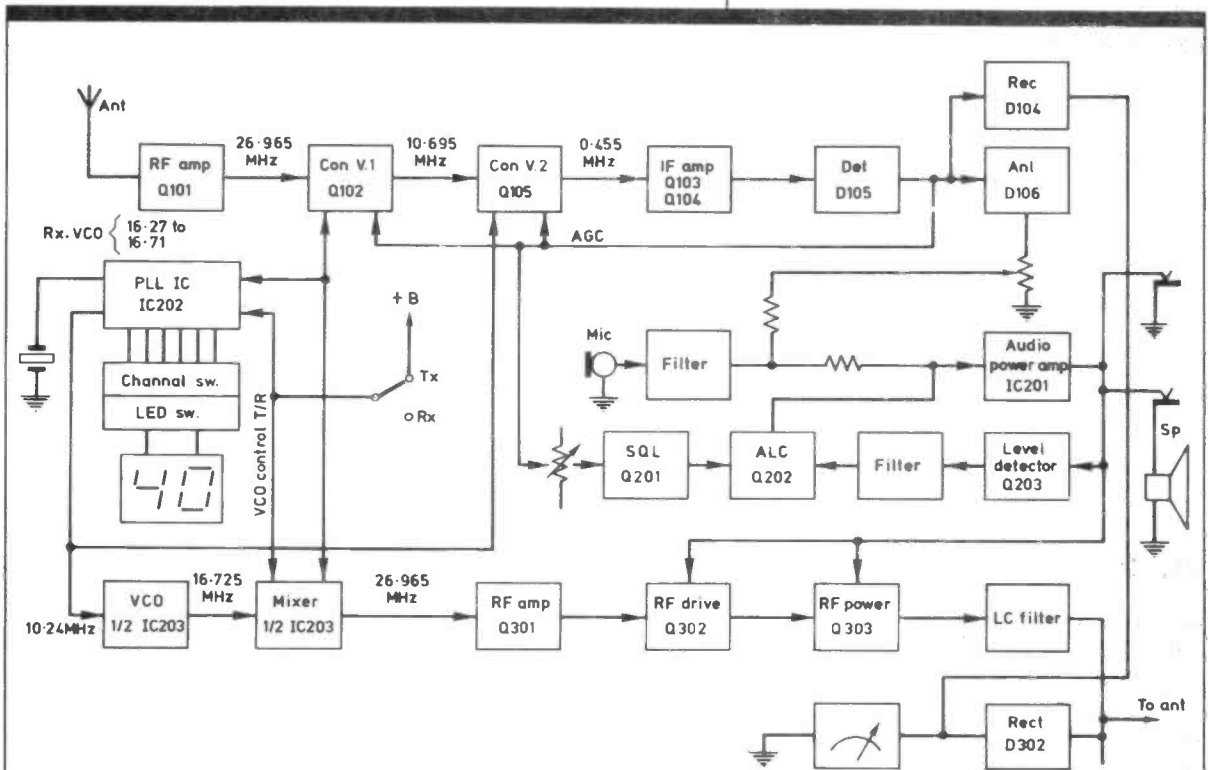 Ant
RF amp
Q101
26·965
MHz
Con V.1
Q102
10·695
MHz
Con V.2
Q105
0·455
MHz
IF amp
Q103
Q104
Det
D105
Rec
D104
Anl
D106
Rx.VCO
16·27 to
16·71
AGC
PLL IC
IC202
Channal sw.
LED sw.
40
VCO control T/R
+ B
Tx
Rx
Mic
Filter
Audio
power amp
IC201
SQL
Q201
ALC
Q202
Filter
Level
detector
Q203
Sp
10·24MHz
VCO
1/2 IC203
16·725
MHz
Mixer
1/2 IC203
26·965
MHz
RF amp
Q301
RF drive
Q302
RF power
Q303
LC filter
Rect
D302
To ant